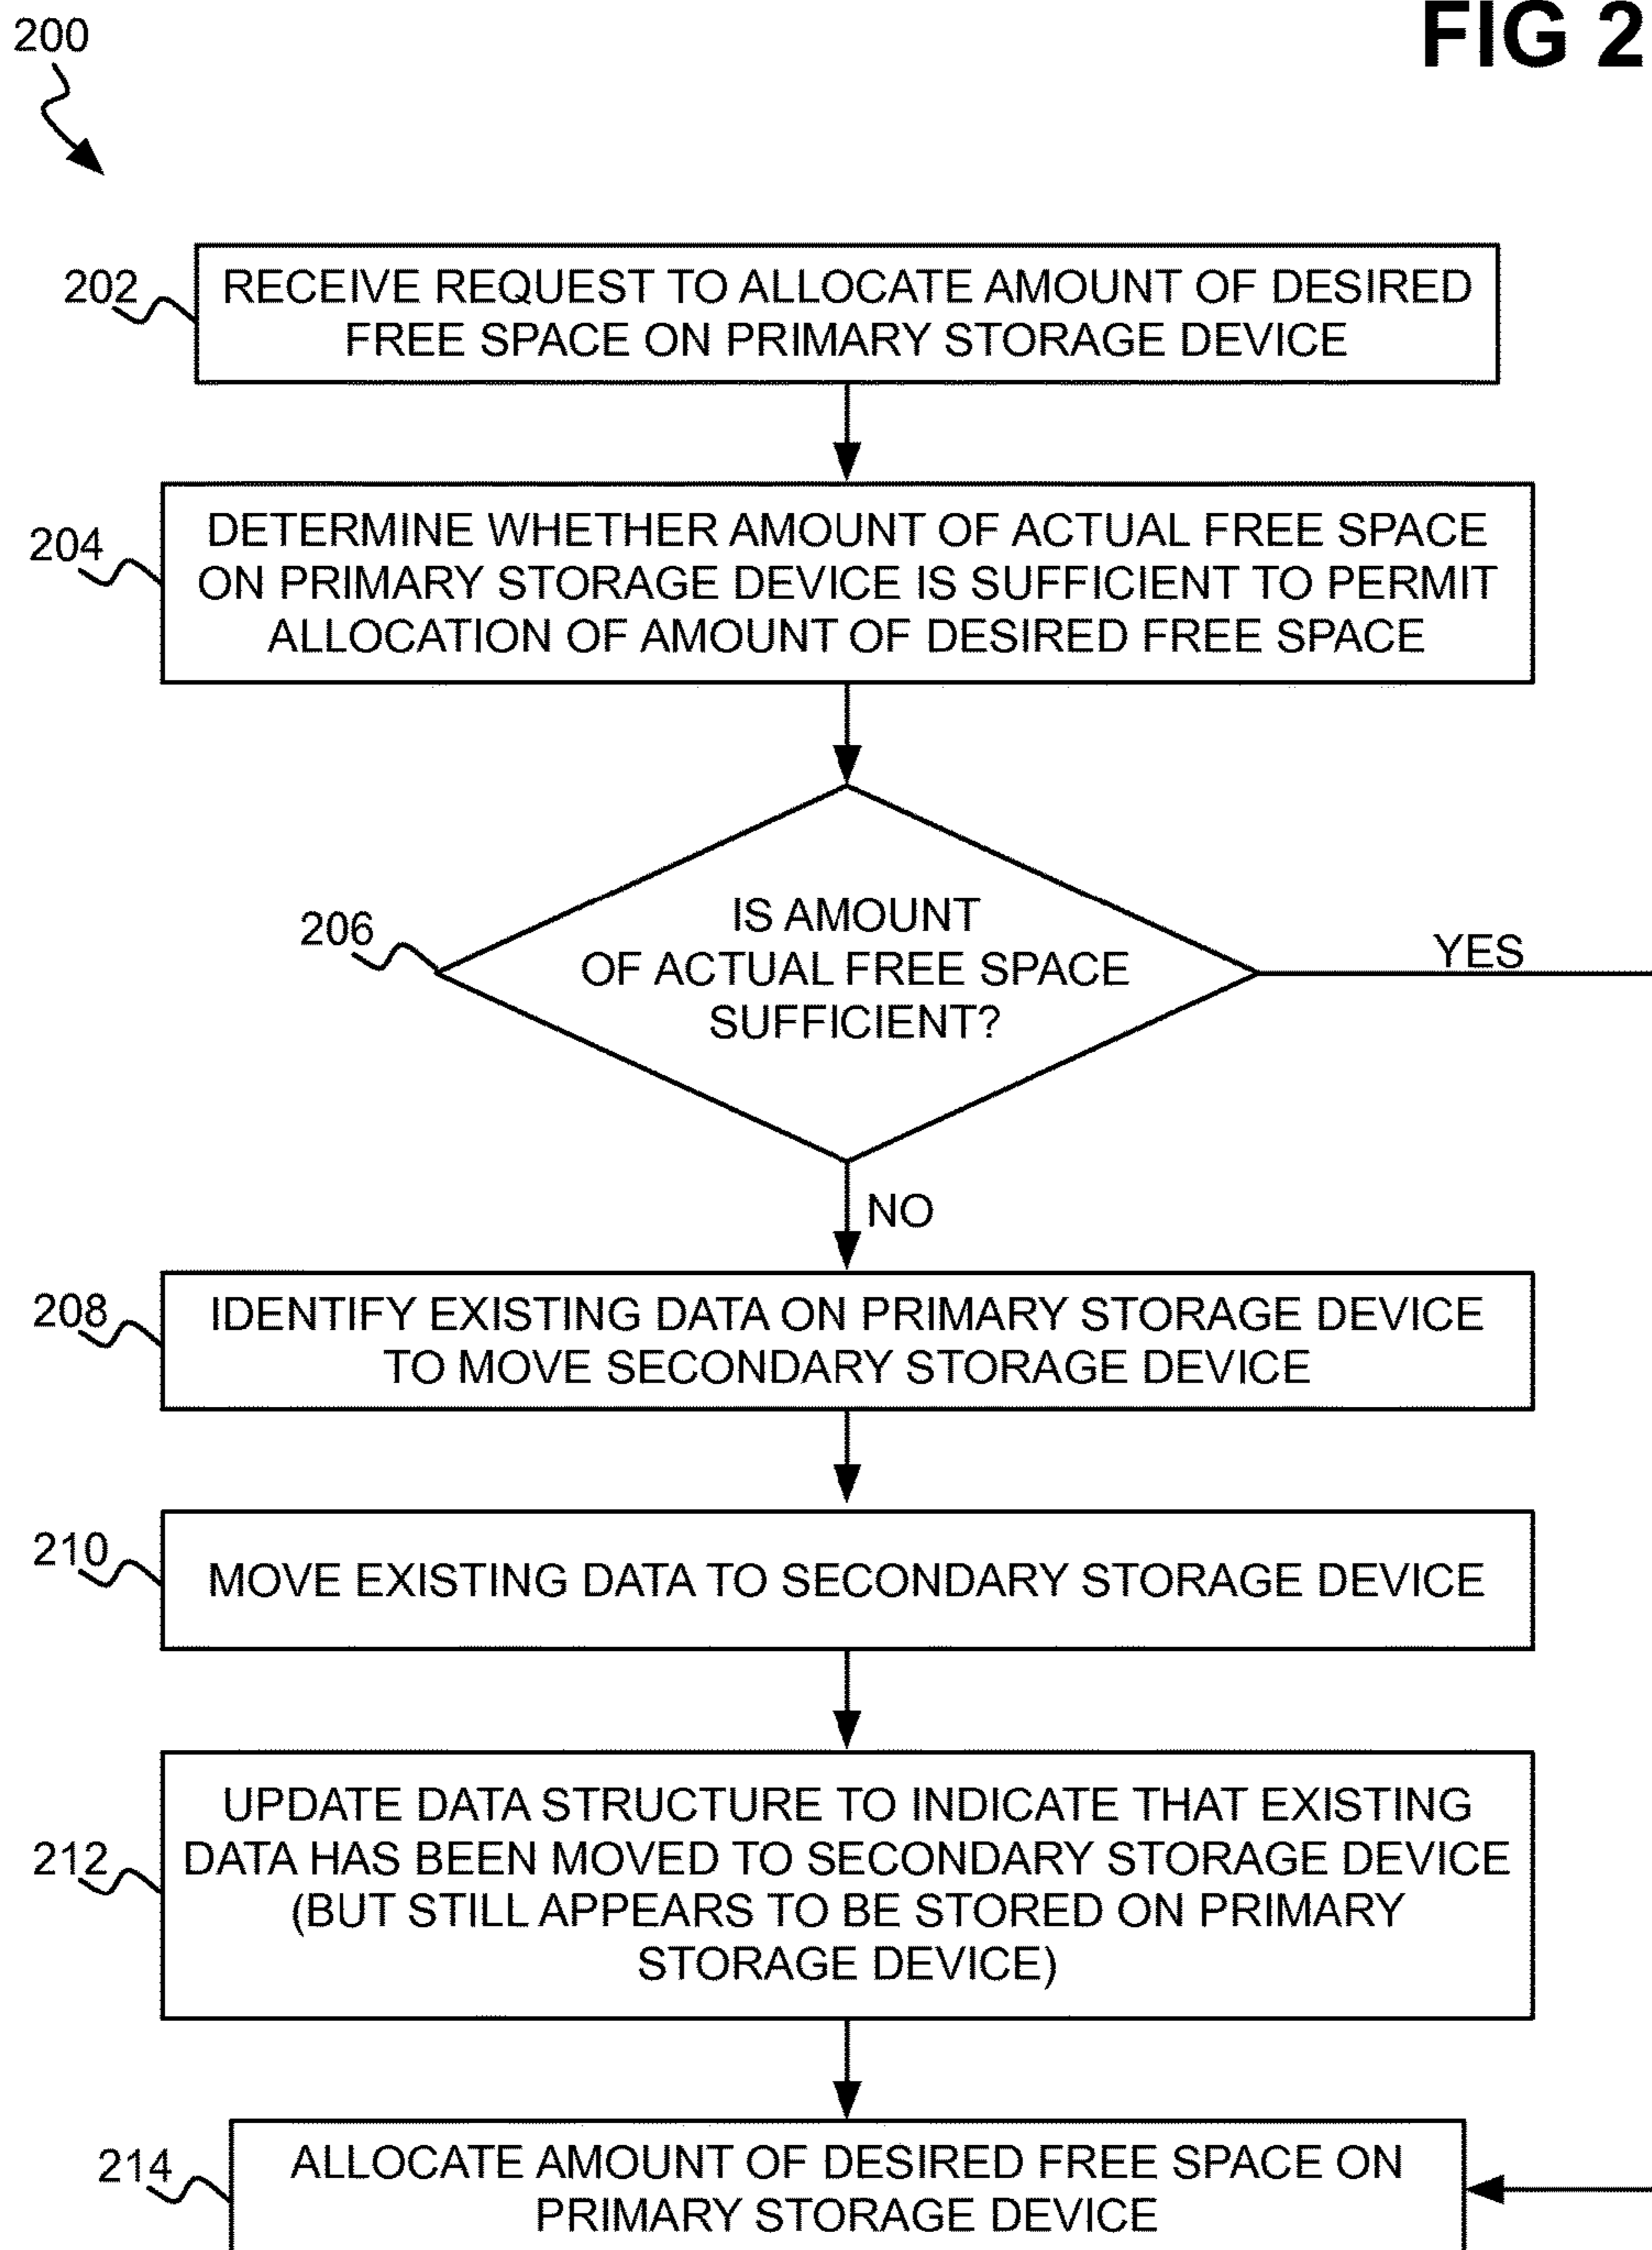 FIG 2
200
202
RECEIVE REQUEST TO ALLOCATE AMOUNT OF DESIRED
FREE SPACE ON PRIMARY STORAGE DEVICE
204
DETERMINE WHETHER AMOUNT OF ACTUAL FREE SPACE
ON PRIMARY STORAGE DEVICE IS SUFFICIENT TO PERMIT
ALLOCATION OF AMOUNT OF DESIRED FREE SPACE
206
IS AMOUNT
OF ACTUAL FREE SPACE
SUFFICIENT?
YES
NO
208
IDENTIFY EXISTING DATA ON PRIMARY STORAGE DEVICE
TO MOVE SECONDARY STORAGE DEVICE
210
MOVE EXISTING DATA TO SECONDARY STORAGE DEVICE
212
UPDATE DATA STRUCTURE TO INDICATE THAT EXISTING
DATA HAS BEEN MOVED TO SECONDARY STORAGE DEVICE
(BUT STILL APPEARS TO BE STORED ON PRIMARY
STORAGE DEVICE)
214
ALLOCATE AMOUNT OF DESIRED FREE SPACE ON
PRIMARY STORAGE DEVICE